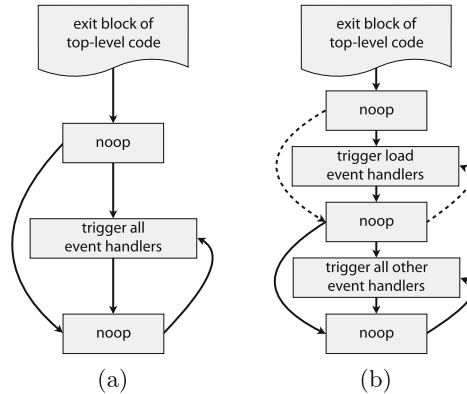 exit block of
top-level code
noop
trigger all
event handlers
noop
(a)
exit block of
top-level code
noop
trigger load
event handlers
noop
trigger all other
event handlers
noop
(b)